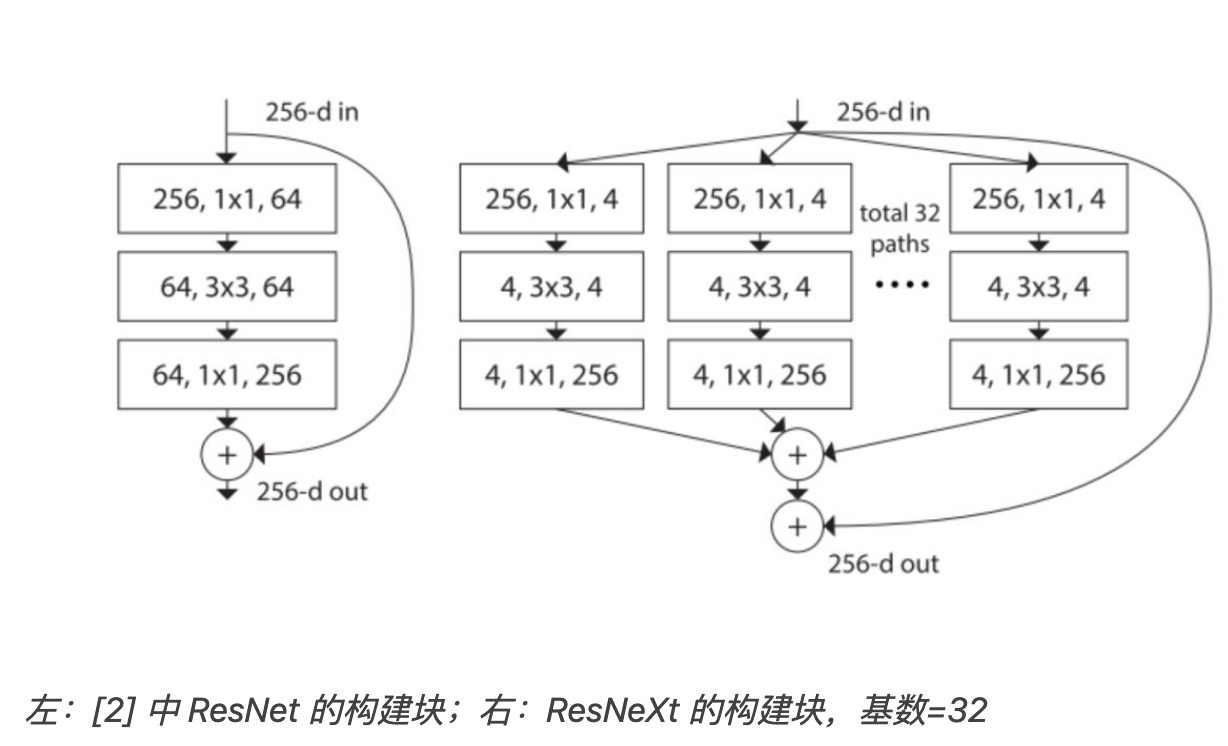 256-d in
256, 1x1, 64
64, 3x3, 64
64, 1x1, 256
+
256-d out
256-d in
256, 1x1, 4
256, 1x1, 4
total 32
paths
256, 1x1, 4
4, 3x3, 4
4, 3x3, 4
....
4, 3x3, 4
4, 1x1, 256
4, 1x1, 256
4, 1x1, 256
+
+
256-d out
左：[2] 中 ResNet 的构建块；右：ResNeXt 的构建块，基数=32